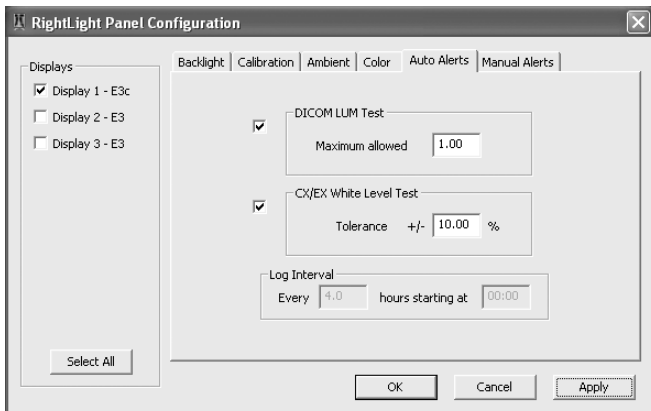 RightLight Panel Configuration
Displays
Display 1 - E3c
Display 2 - E3
Display 3 - E3
Select All
Backlight Calibration Ambient Color Auto Alerts Manual Alerts
DICOM LUM Test
Maximum allowed 1.00
CX/EX White Level Test
Tolerance +/- 10.00 %
Log Interval
Every 4.0 hours starting at 00:00
OK Cancel Apply